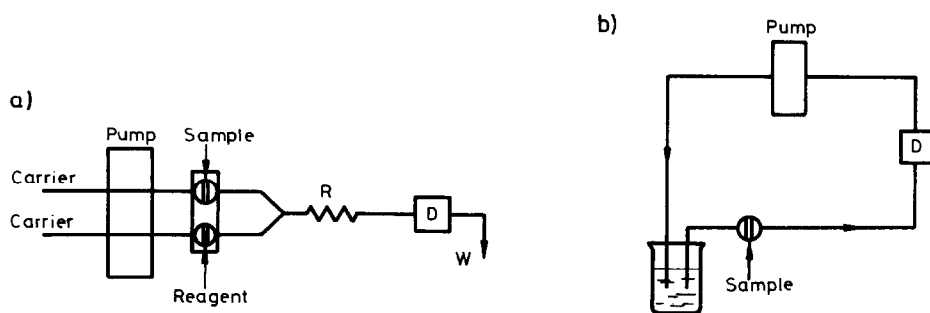 a)
Pump
Sample
Carrier
Carrier
R
D
W
Reagent
b)
Pump
D
Sample